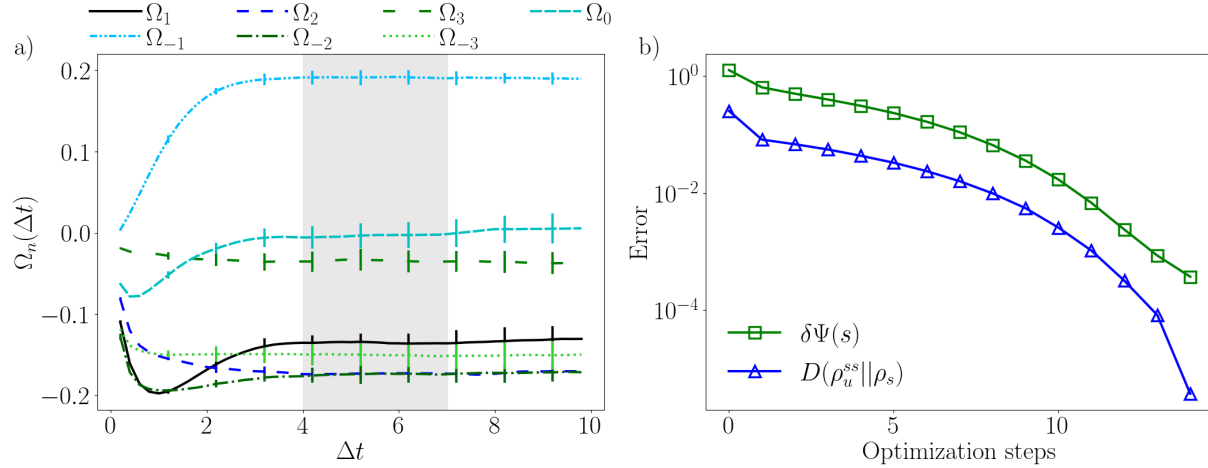 Ω₁ Ω₂ Ω₃ Ω₀
Ω₋₁ Ω₋₂ Ω₋₃
a)
0.2
0.1
0.0
−0.1
−0.2
Ωₙ(Δt)
0 2 4 6 8 10
Δt
b)
10⁰
10⁻²
10⁻⁴
Error
δΨ(s)
D(ρᵤˢˢ||ρₛ)
0 5 10
Optimization steps